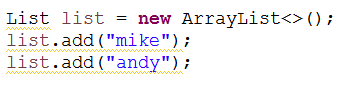 List list = new ArrayList<>();
list.add("mike");
list.add("andy");